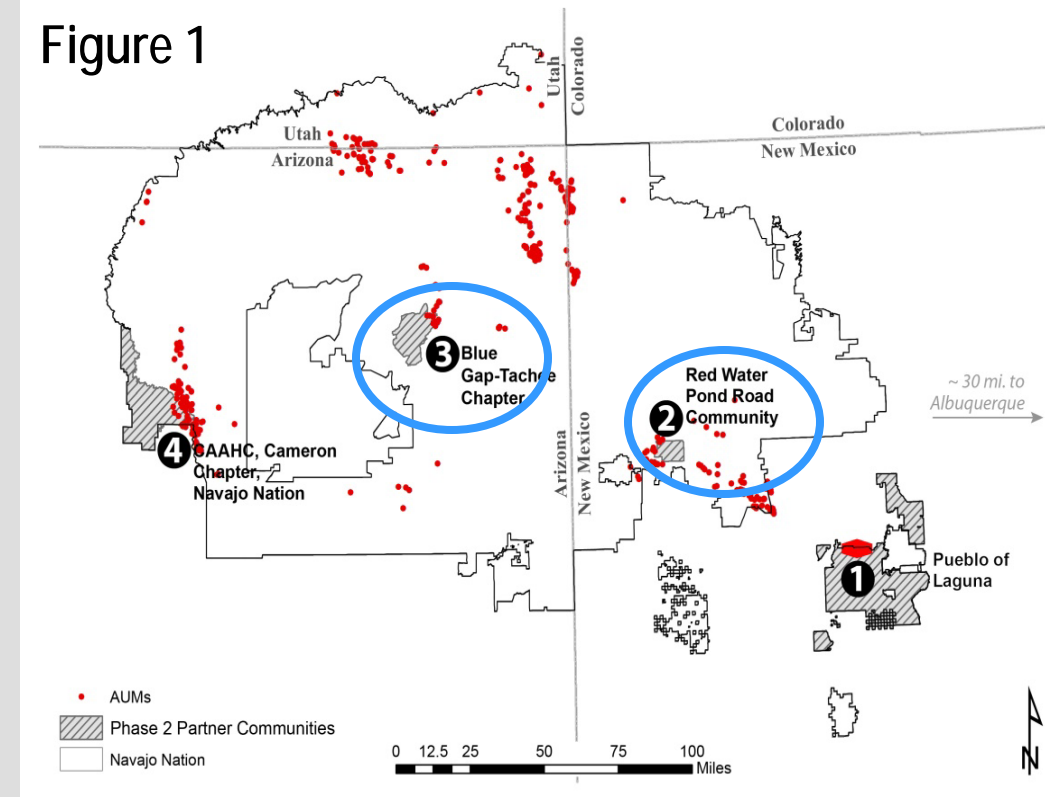 Figure 1
Utah
Colorado
Colorado
New Mexico
Utah
Arizona
3
Blue
Gap-Tachee
Chapter
Red Water
Pond Road
Community
2
~ 30 mi. to
Albuquerque
4
CAAHC, Cameron
Chapter,
Navajo Nation
Arizona
New Mexico
1
Pueblo of
Laguna
AUMs
Phase 2 Partner Communities
Navajo Nation
0 12.5 25 50 75 100
Miles
N